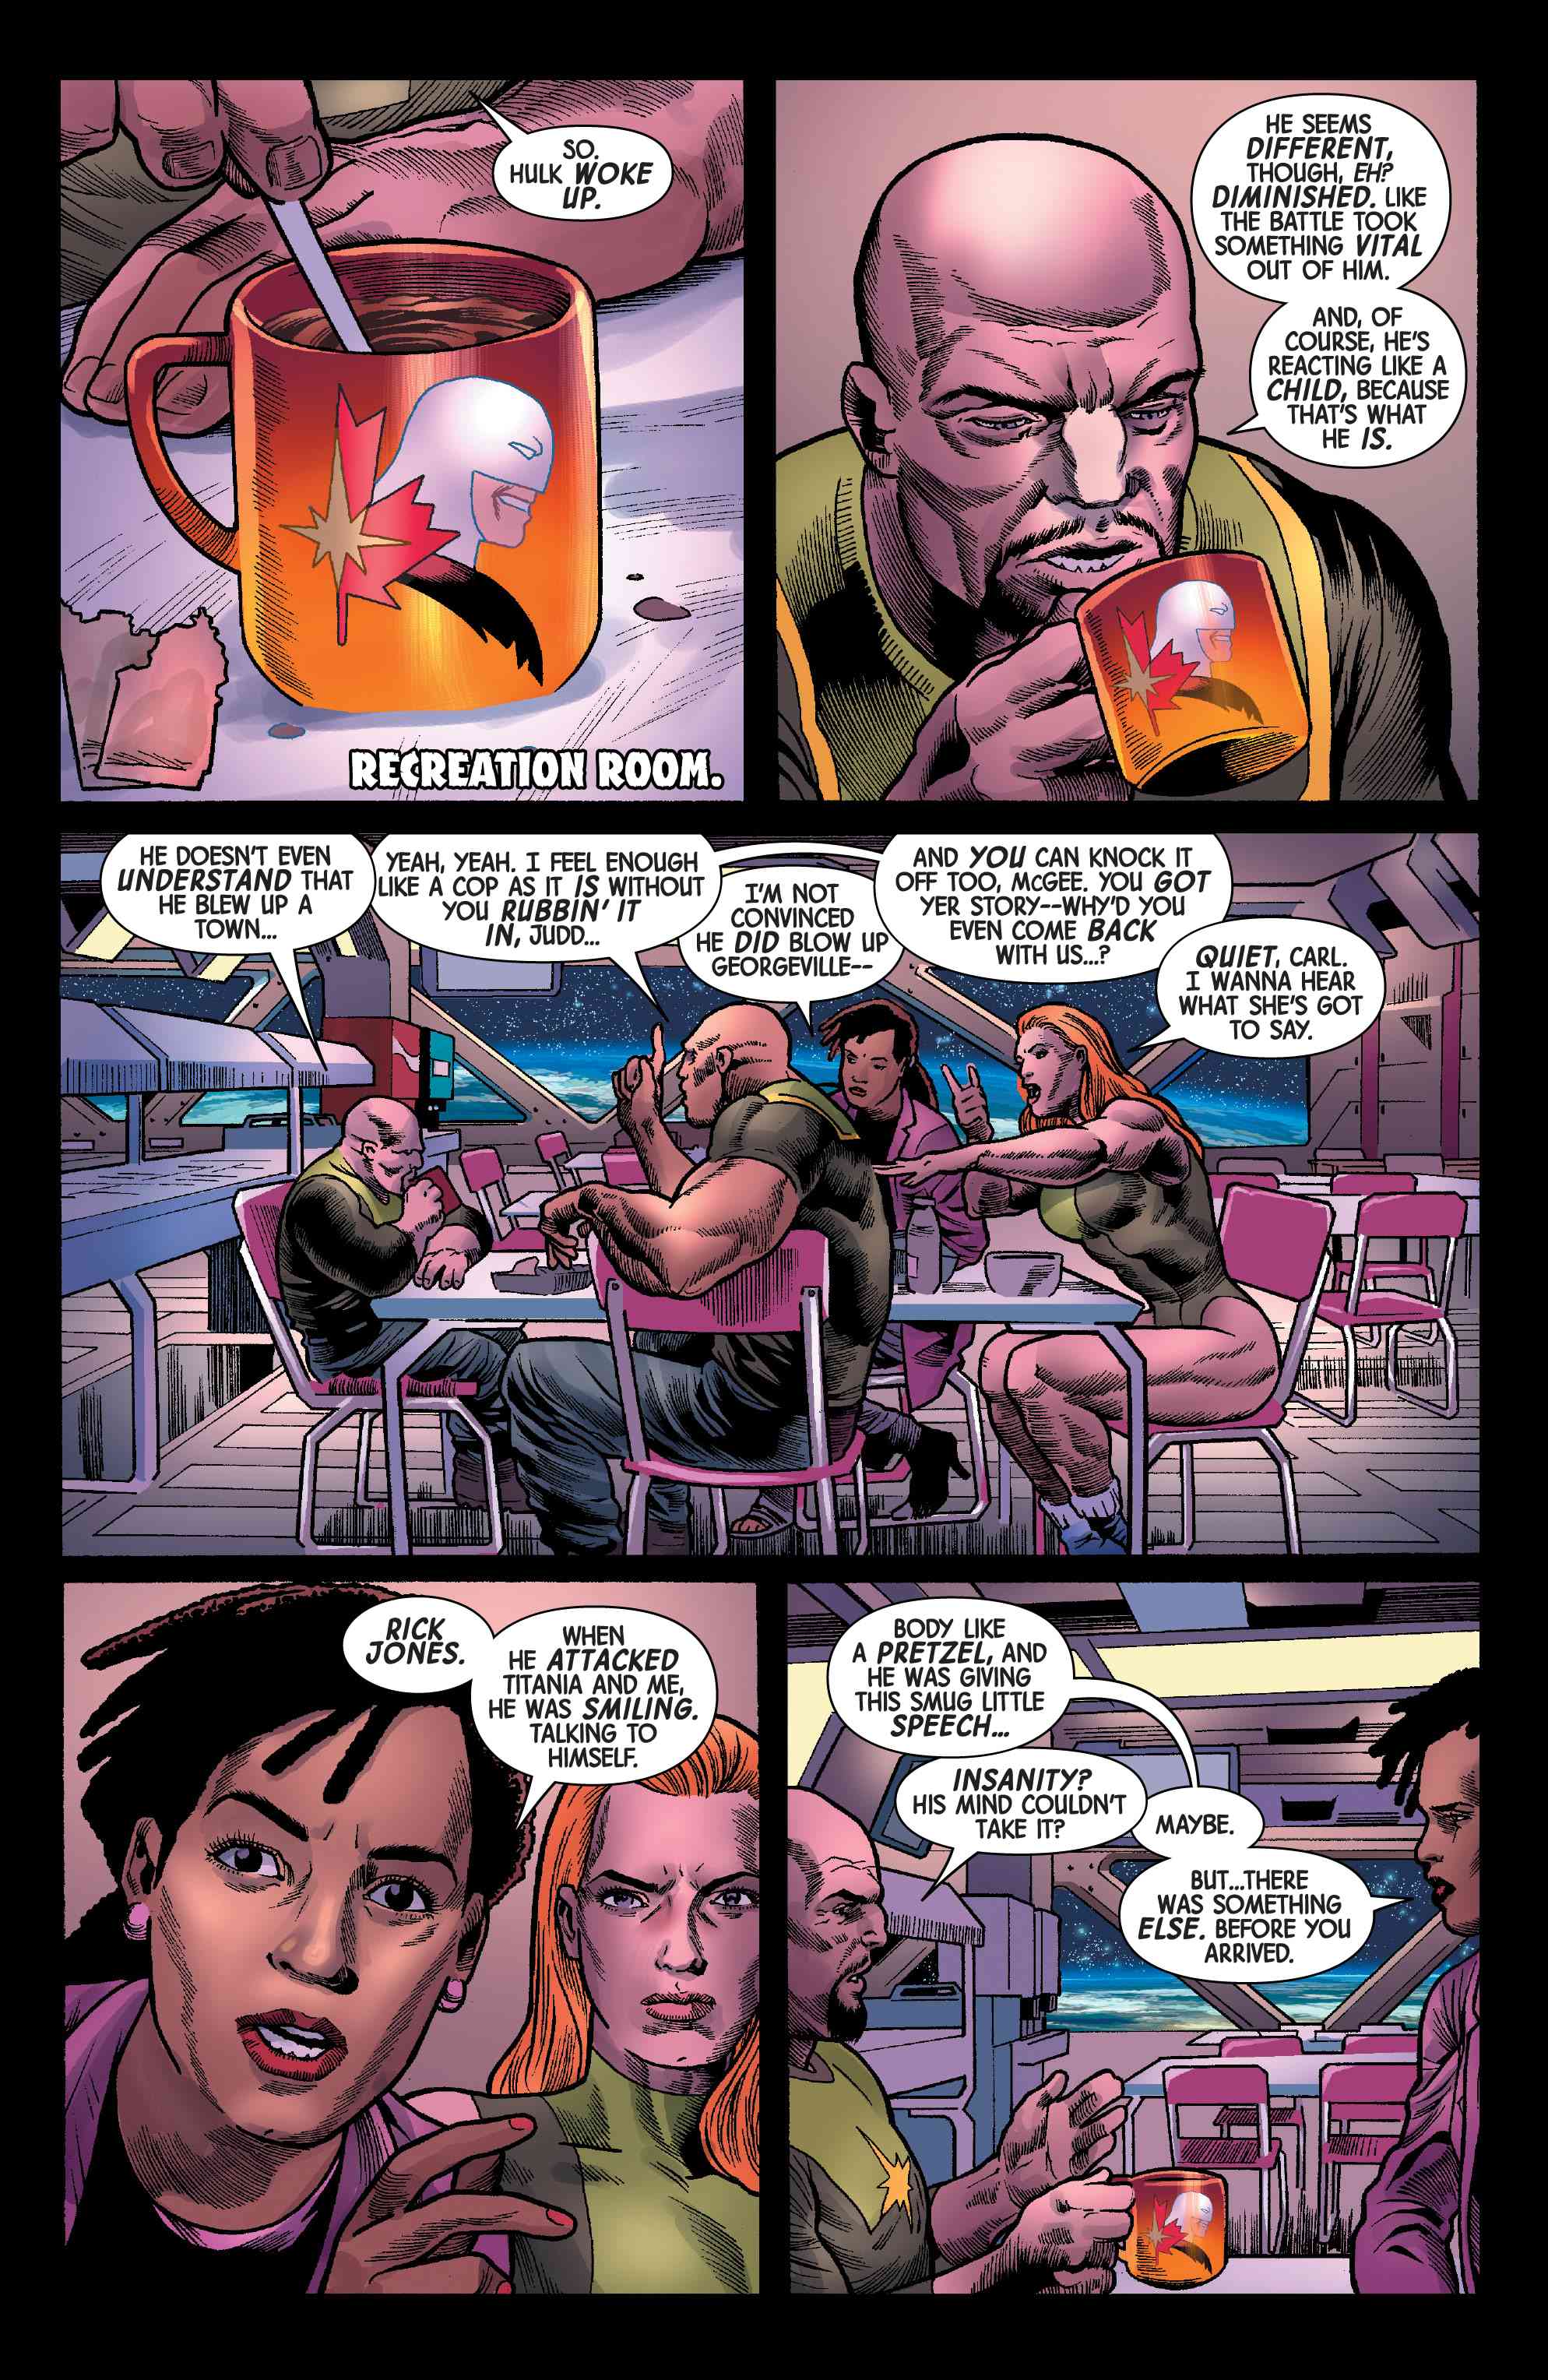 SO.
HULK WOKE
UP.
RECREATION ROOM.
HE SEEMS
DIFFERENT,
THOUGH, EH?
DIMINISHED. LIKE
THE BATTLE TOOK
SOMETHING VITAL
OUT OF HIM.
AND, OF
COURSE, HE'S
REACTING LIKE A
CHILD, BECAUSE
THAT'S WHAT
HE IS.
HE DOESN'T EVEN
UNDERSTAND THAT
HE BLEW UP A
TOWN...
YEAH, YEAH. I FEEL ENOUGH
LIKE A COP AS IT IS WITHOUT
YOU RUBBIN' IT
IN, JUDD...
I'M NOT
CONVINCED
HE DID BLOW UP
GEORGEVILLE--
AND YOU CAN KNOCK IT
OFF TOO, McGEE. YOU GOT
YER STORY--WHY'D YOU
EVEN COME BACK
WITH US...?
QUIET, CARL.
I WANNA HEAR
WHAT SHE'S GOT
TO SAY.
RICK
JONES.
WHEN
HE ATTACKED
TITANIA AND ME,
HE WAS SMILING.
TALKING TO
HIMSELF.
BODY LIKE
A PRETZEL, AND
HE WAS GIVING
THIS SMUG LITTLE
SPEECH...
INSANITY?
HIS MIND COULDN'T
TAKE IT?
MAYBE.
BUT...THERE
WAS SOMETHING
ELSE. BEFORE YOU
ARRIVED.